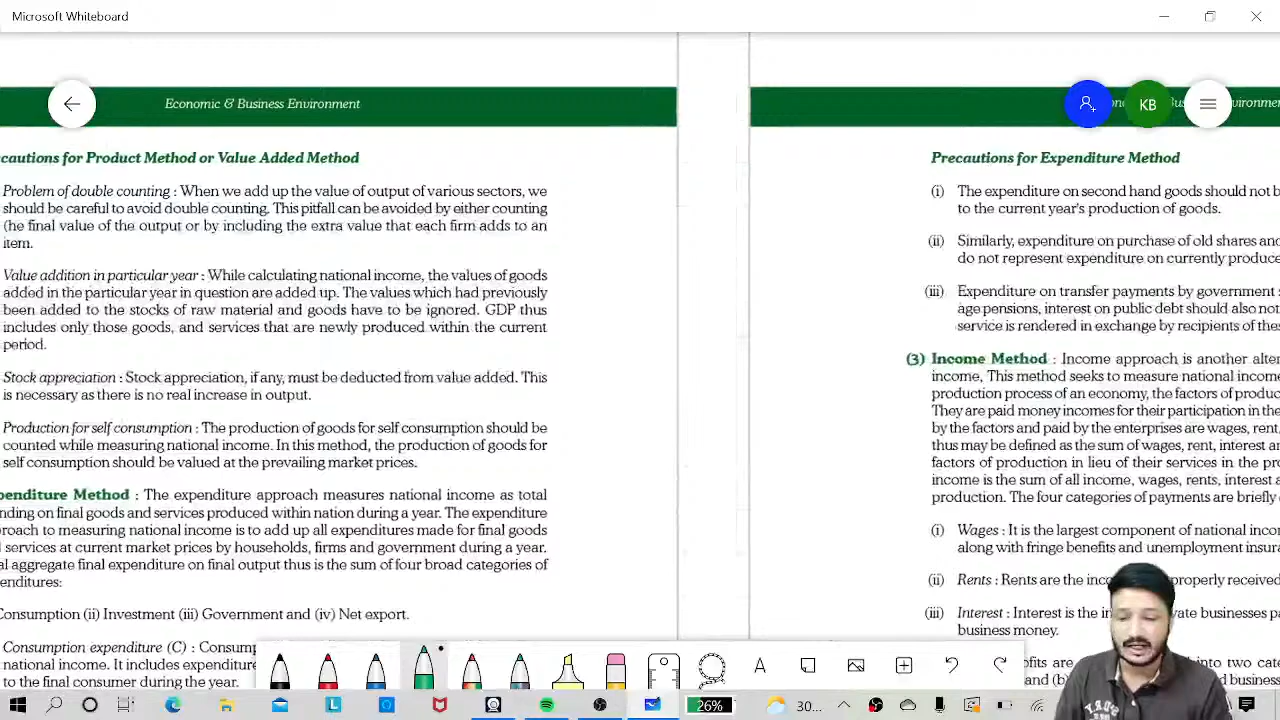 Microsoft Whiteboard
Economic & Business Environment
KB
cautions for Product Method or Value Added Method
Problem of double counting : When we add up the value of output of various sectors, we
should be careful to avoid double counting. This pitfall can be avoided by either counting
(he final value of the output or by including the extra value that each firm adds to an
item.
Value addition in particular year : While calculating national income, the values of goods
added in the particular year in question are added up. The values which had previously
been added to the stocks of raw material and goods have to be ignored. GDP thus
includes only those goods, and services that are newly produced within the current
period.
Stock appreciation : Stock appreciation, if any, must be deducted from value added. This
is necessary as there is no real increase in output.
Production for self consumption : The production of goods for self consumption should be
counted while measuring national income. In this method, the production of goods for
self consumption should be valued at the prevailing market prices.
penditure Method : The expenditure approach measures national income as total
nding on final goods and services produced within nation during a year. The expenditure
roach to measuring national income is to add up all expenditures made for final goods
services at current market prices by households, firms and government during a year.
al aggregate final expenditure on final output thus is the sum of four broad categories of
enditures:
Consumption (ii) Investment (iii) Government and (iv) Net export.
Consumption expenditure (C) : Consum
national income. It includes expenditure
to the final consumer during the year.
Precautions for Expenditure Method
(i) The expenditure on second hand goods should not b
to the current year's production of goods.
(ii) Similarly, expenditure on purchase of old shares and
do not represent expenditure on currently produce
(iii) Expenditure on transfer payments by government
age pensions, interest on public debt should also not
service is rendered in exchange by recipients of these
(3) Income Method : Income approach is another alter
income, This method seeks to measure national income
production process of an economy, the factors of produc
They are paid money incomes for their participation in the
by the factors and paid by the enterprises are wages, rent,
thus may be defined as the sum of wages, rent, interest a
factors of production in lieu of their services in the pro
income is the sum of all income, wages, rents, interest a
production. The four categories of payments are briefly
(i) Wages : It is the largest component of national inco
along with fringe benefits and unemployment insura
(ii) Rents : Rents are the inco properly received
(iii) Interest : Interest is the in vate businesses p
business money.
ofits are into two cate
and (b) d business
26%
30...